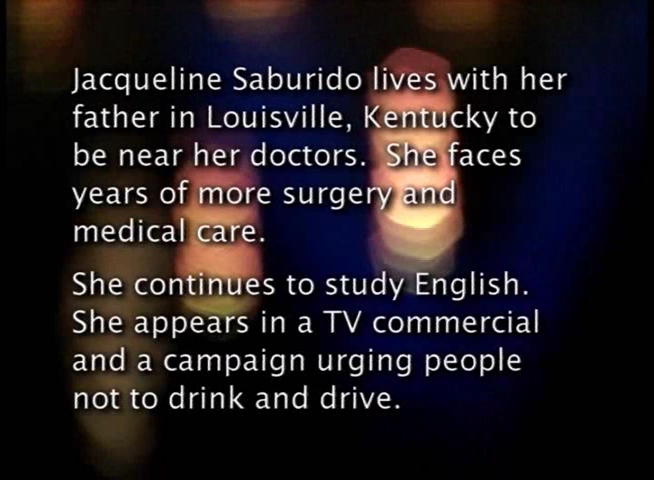 Jacqueline Saburido lives with her
father in Louisville, Kentucky to
be near her doctors.  She faces
years of more surgery and
medical care.
She continues to study English.
She appears in a TV commercial
and a campaign urging people
not to drink and drive.